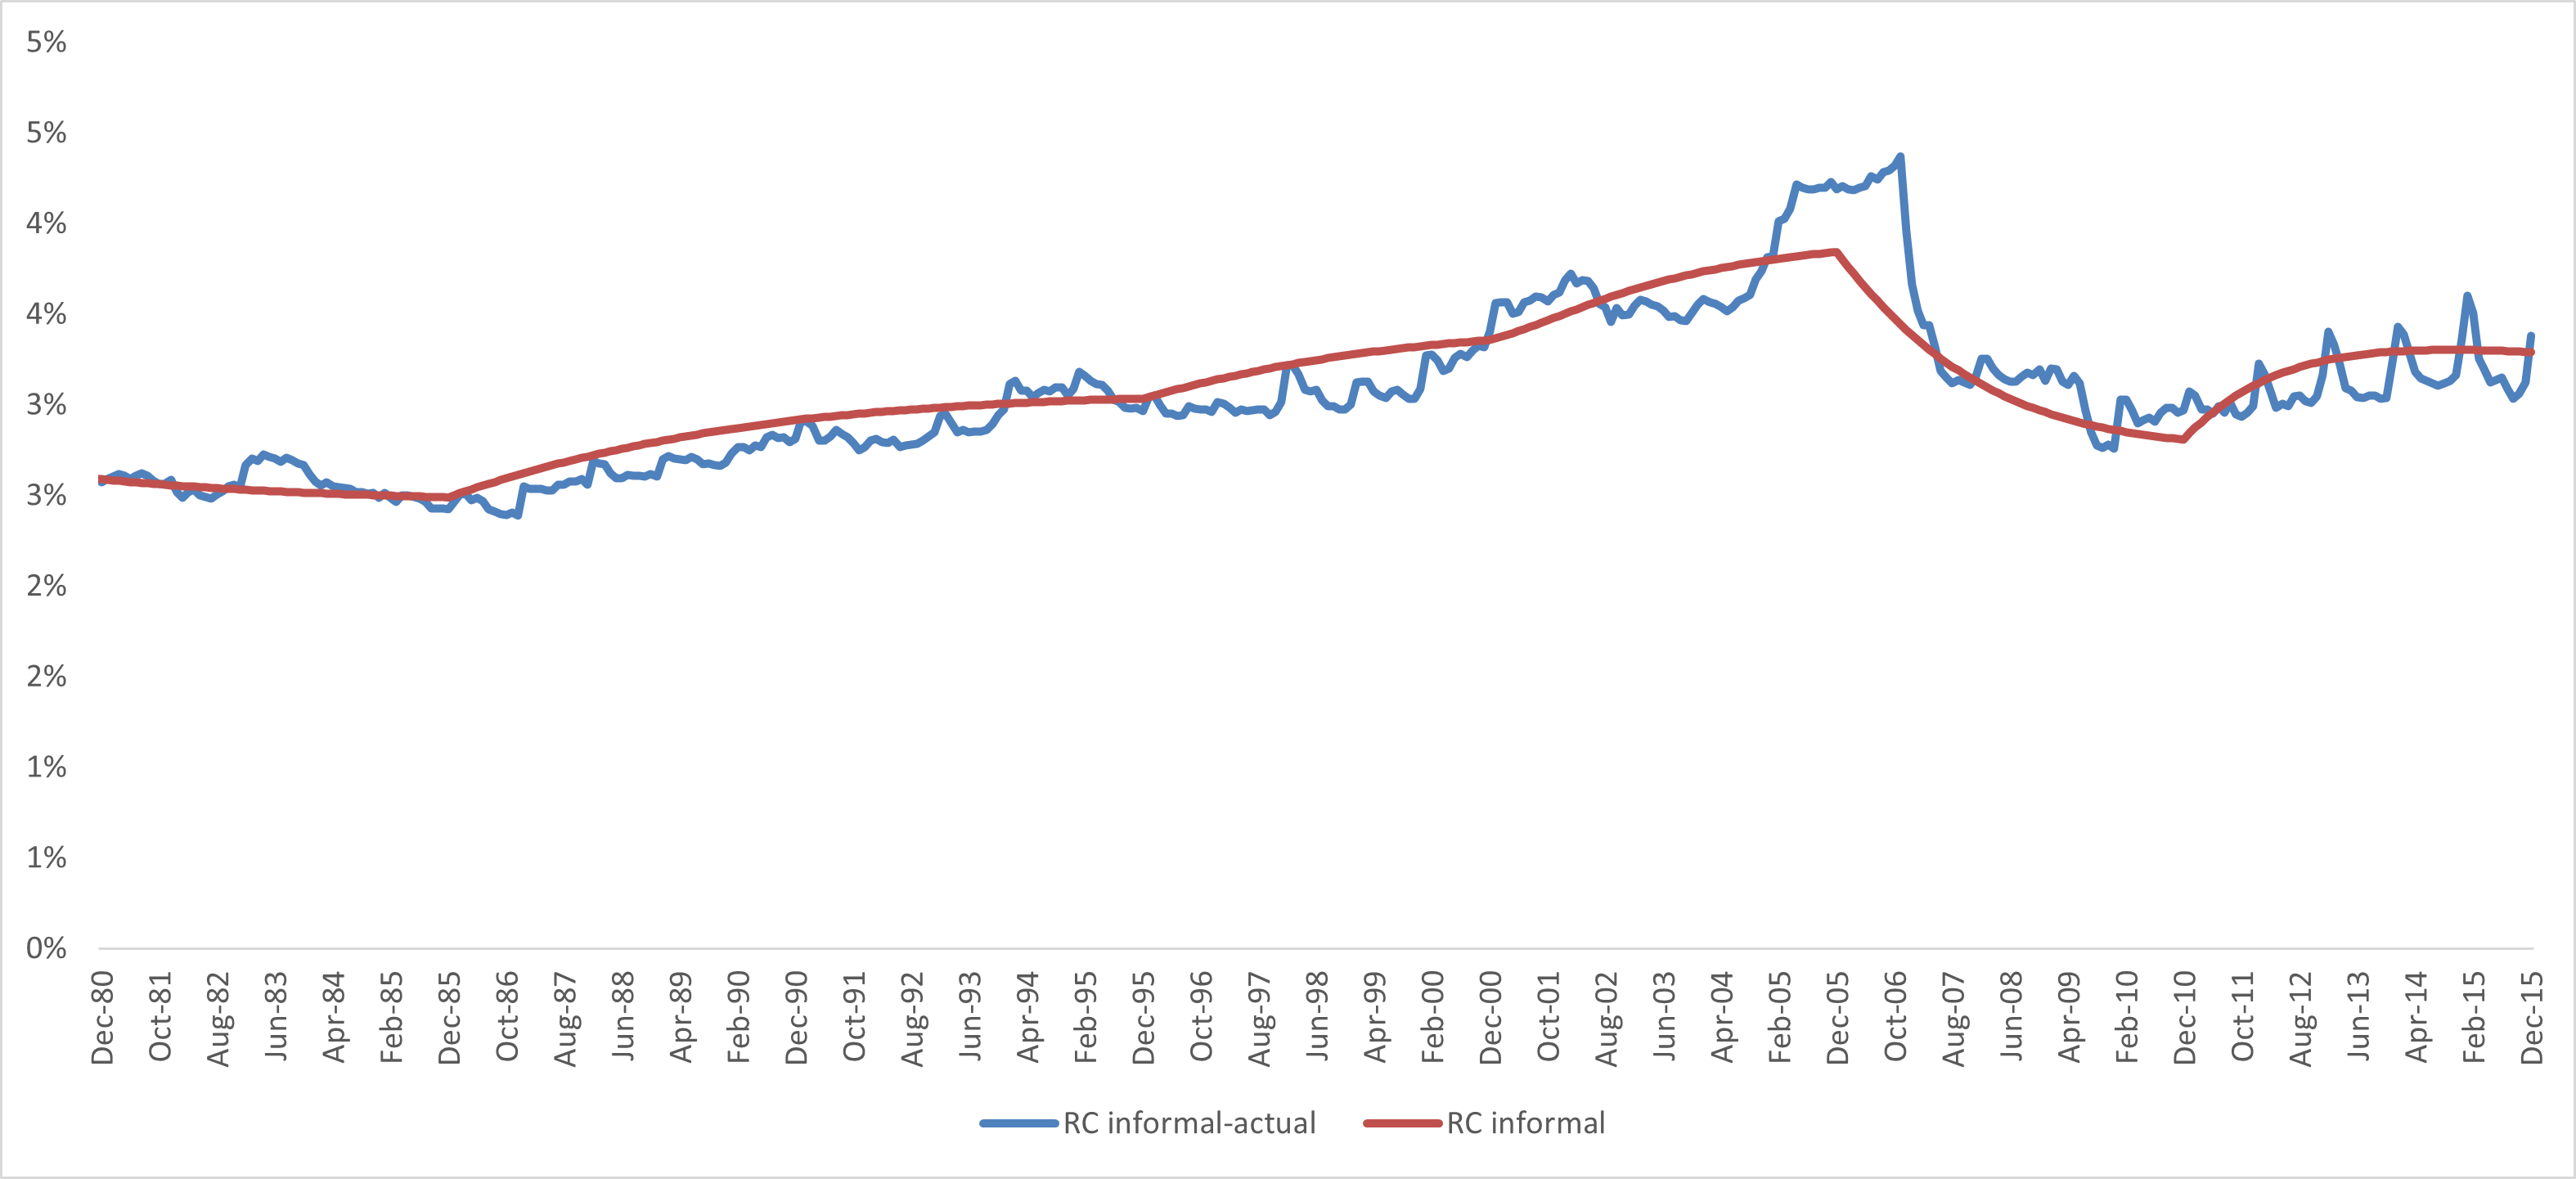 5%
5%
4%
4%
3%
3%
2%
2%
1%
1%
0%
Dec-80
Oct-81
Aug-82
Jun-83
Apr-84
Feb-85
Dec-85
Oct-86
Aug-87
Jun-88
Apr-89
Feb-90
Dec-90
Oct-91
Aug-92
Jun-93
Apr-94
Feb-95
Dec-95
Oct-96
Aug-97
Jun-98
Apr-99
Feb-00
Dec-00
Oct-01
Aug-02
Jun-03
Apr-04
Feb-05
Dec-05
Oct-06
Aug-07
Jun-08
Apr-09
Feb-10
Dec-10
Oct-11
Aug-12
Jun-13
Apr-14
Feb-15
Dec-15
RC informal-actual
RC informal